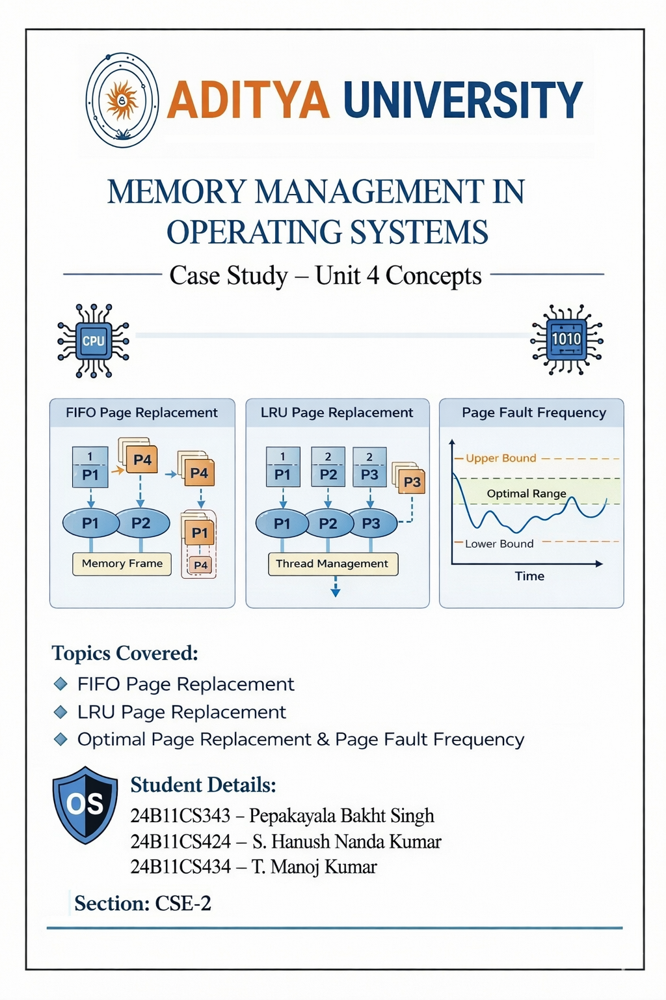 ADITYA UNIVERSITY
MEMORY MANAGEMENT IN
OPERATING SYSTEMS
Case Study – Unit 4 Concepts
CPU
1010
FIFO Page Replacement
1
P1
P4
P4
P1
P2
P1
P4
Memory Frame
LRU Page Replacement
1
P1
2
P2
2
P3
P3
P1
P2
P3
Thread Management
Page Fault Frequency
Upper Bound
Optimal Range
Lower Bound
Time
Topics Covered:
FIFO Page Replacement
LRU Page Replacement
Optimal Page Replacement & Page Fault Frequency
OS
Student Details:
24B11CS343 – Pepakayala Bakht Singh
24B11CS424 – S. Hanush Nanda Kumar
24B11CS434 – T. Manoj Kumar
Section: CSE-2